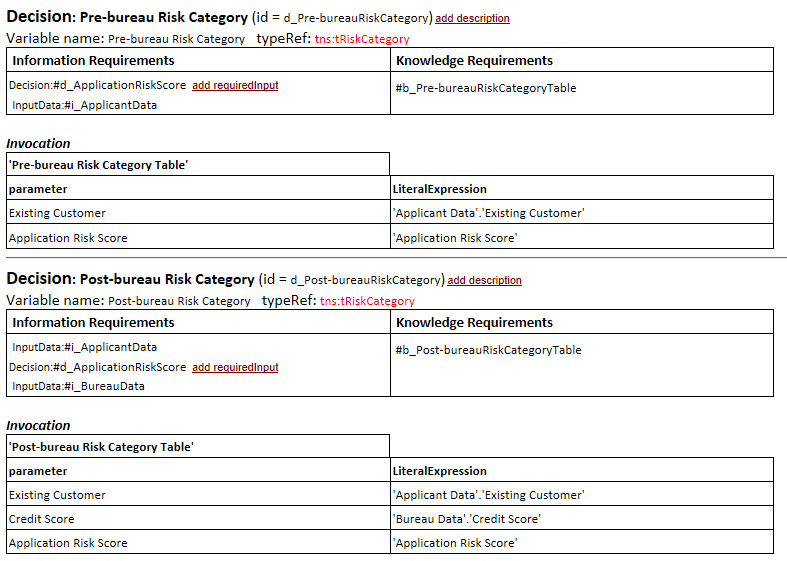 Decision: Pre-bureau Risk Category (id = d_Pre-bureauRiskCategory) add description
Variable name: Pre-bureau Risk Category typeRef: tns:tRiskCategory
Information Requirements Knowledge Requirements
Decision:#d_ApplicationRiskScore add requiredInput #b_Pre-bureauRiskCategoryTable
InputData:#i_ApplicantData
Invocation
'Pre-bureau Risk Category Table'
parameter LiteralExpression
Existing Customer 'Applicant Data'.'Existing Customer'
Application Risk Score 'Application Risk Score'
Decision: Post-bureau Risk Category (id = d_Post-bureauRiskCategory) add description
Variable name: Post-bureau Risk Category typeRef: tns:tRiskCategory
Information Requirements Knowledge Requirements
InputData:#i_ApplicantData #b_Post-bureauRiskCategoryTable
Decision:#d_ApplicationRiskScore add requiredInput
InputData:#i_BureauData
Invocation
'Post-bureau Risk Category Table'
parameter LiteralExpression
Existing Customer 'Applicant Data'.'Existing Customer'
Credit Score 'Bureau Data'.'Credit Score'
Application Risk Score 'Application Risk Score'